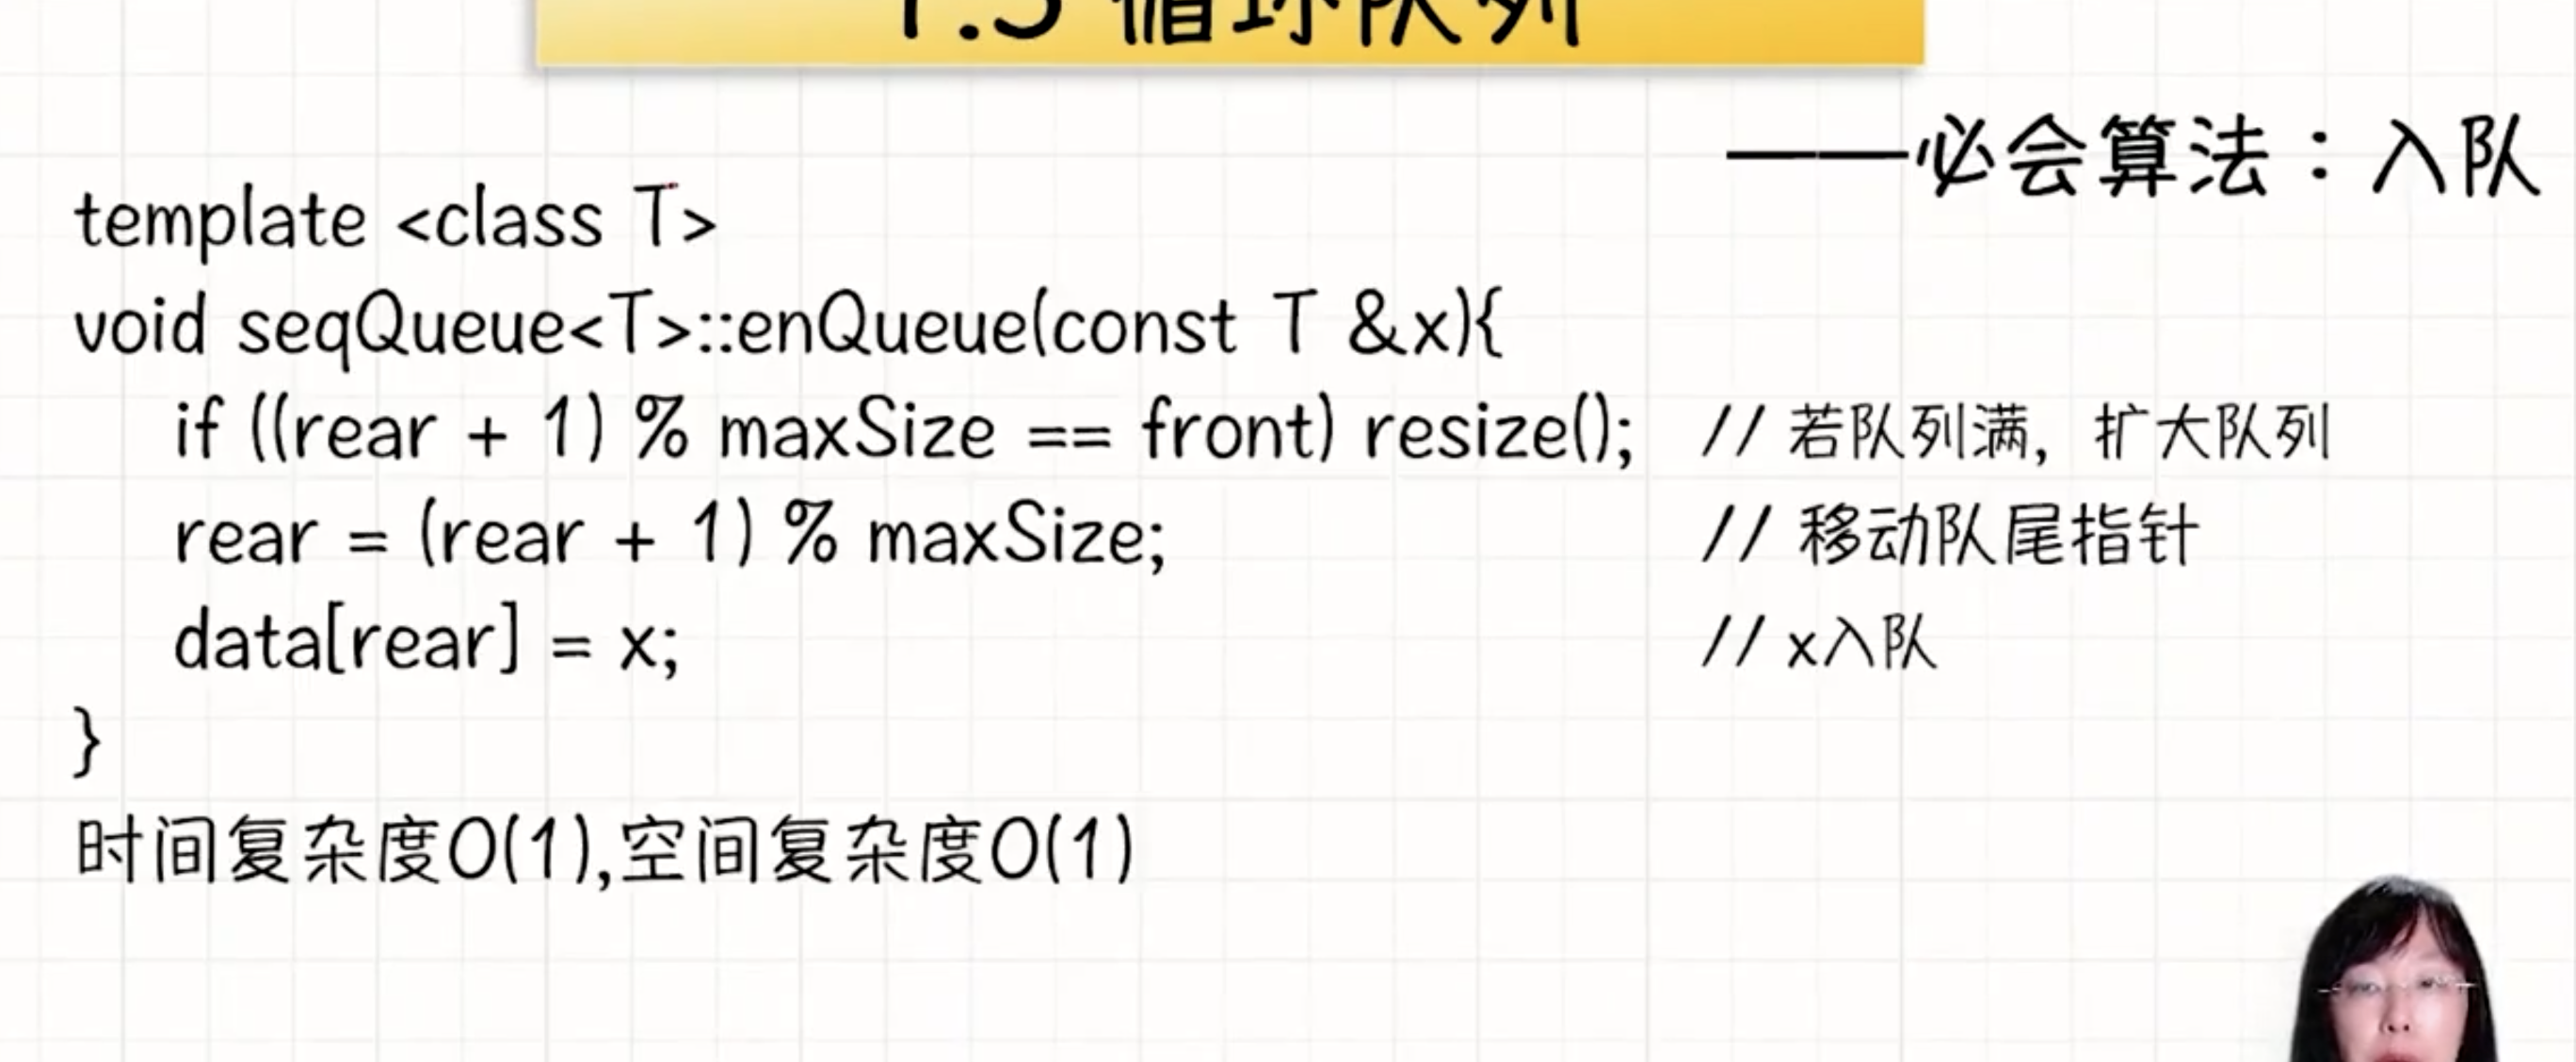 循环队列
——必会算法：入队
template <class T>
void seqQueue<T>::enQueue(const T &x){
if ((rear + 1) % maxSize == front) resize(); // 若队列满，扩大队列
rear = (rear + 1) % maxSize; // 移动队尾指针
data[rear] = x; // x入队
}
时间复杂度O(1),空间复杂度O(1)